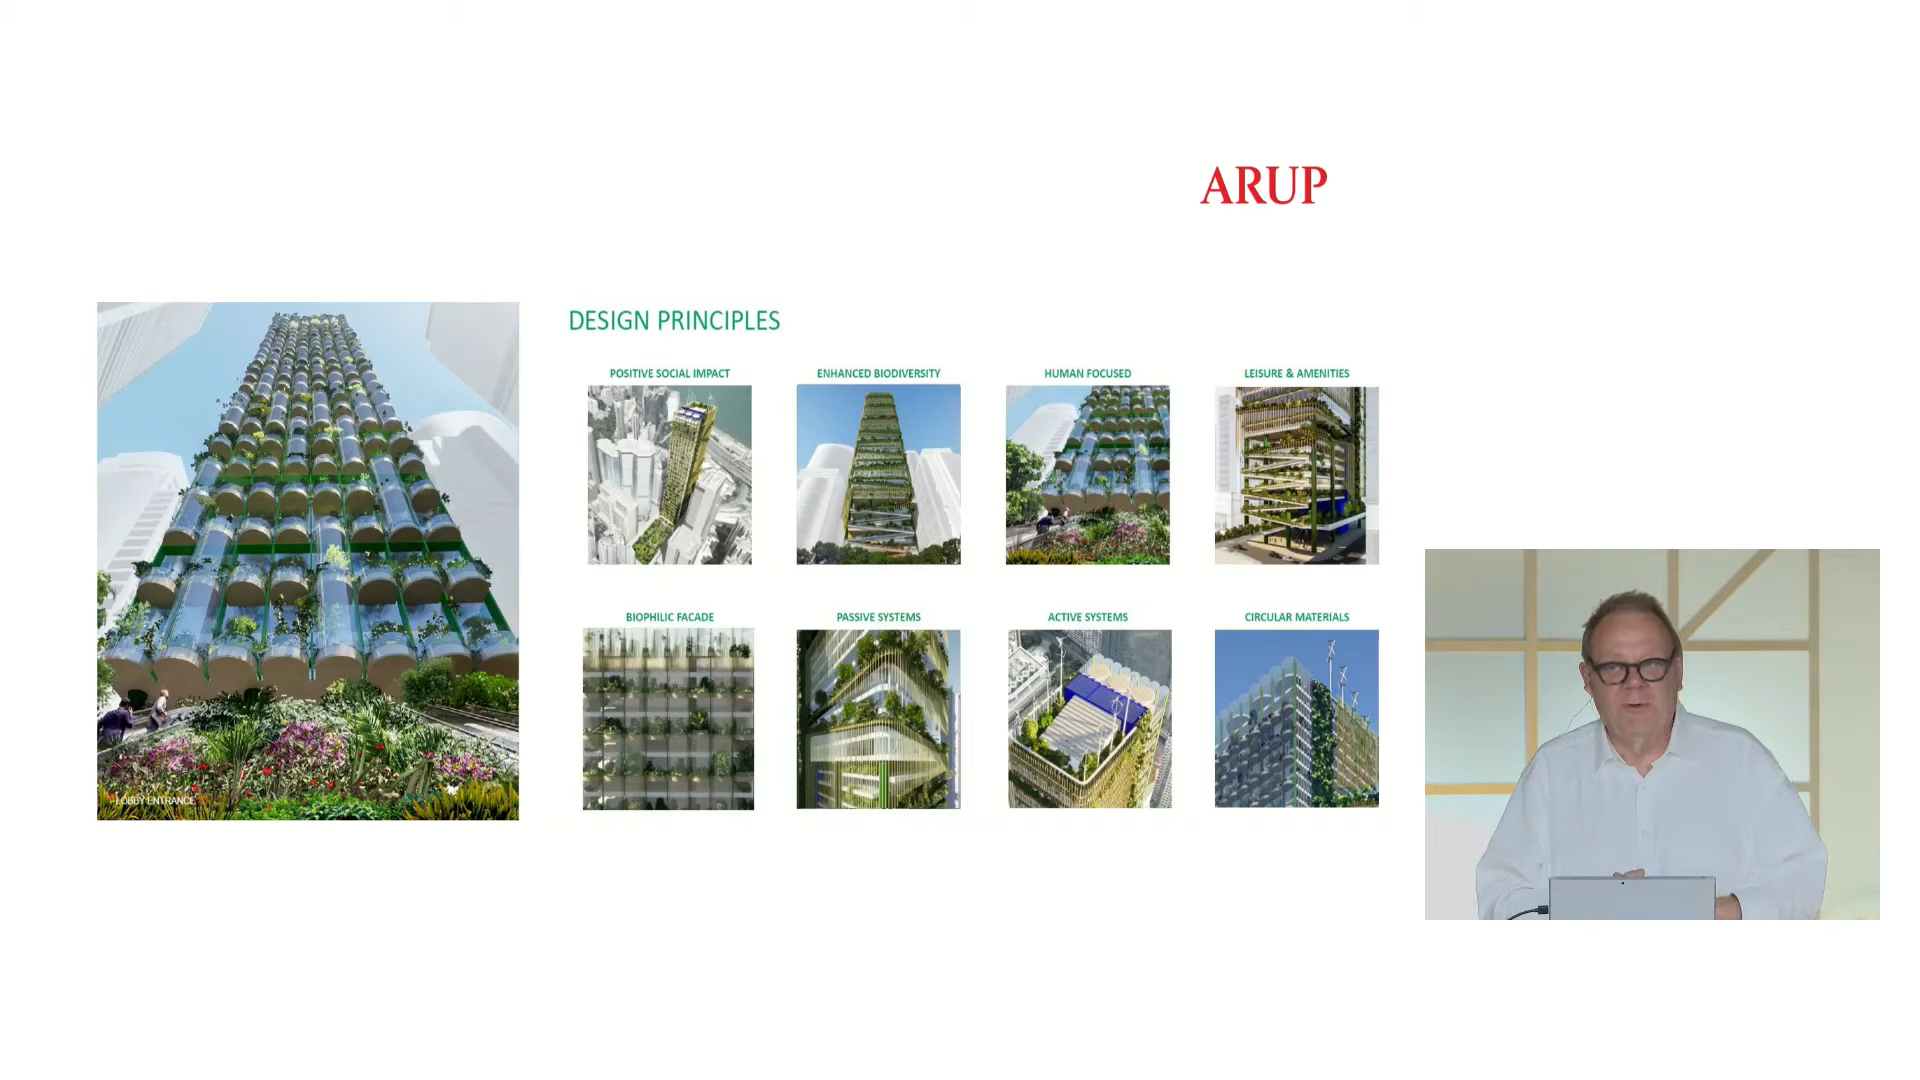 ARUP
DESIGN PRINCIPLES
POSITIVE SOCIAL IMPACT
ENHANCED BIODIVERSITY
HUMAN FOCUSED
LEISURE & AMENITIES
BIOPHILIC FACADE
PASSIVE SYSTEMS
ACTIVE SYSTEMS
CIRCULAR MATERIALS
LOBBY ENTRANCE